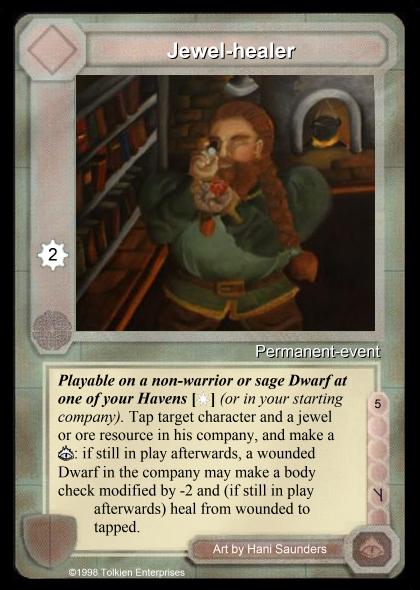 Jewel-healer
2
Permanent-event
Playable on a non-warrior or sage Dwarf at
one of your Havens [ ] (or in your starting
company). Tap target character and a jewel
or ore resource in his company, and make a
: if still in play afterwards, a wounded
Dwarf in the company may make a body
check modified by -2 and (if still in play
afterwards) heal from wounded to
tapped.
5
Art by Hani Saunders
©1998 Tolkien Enterprises